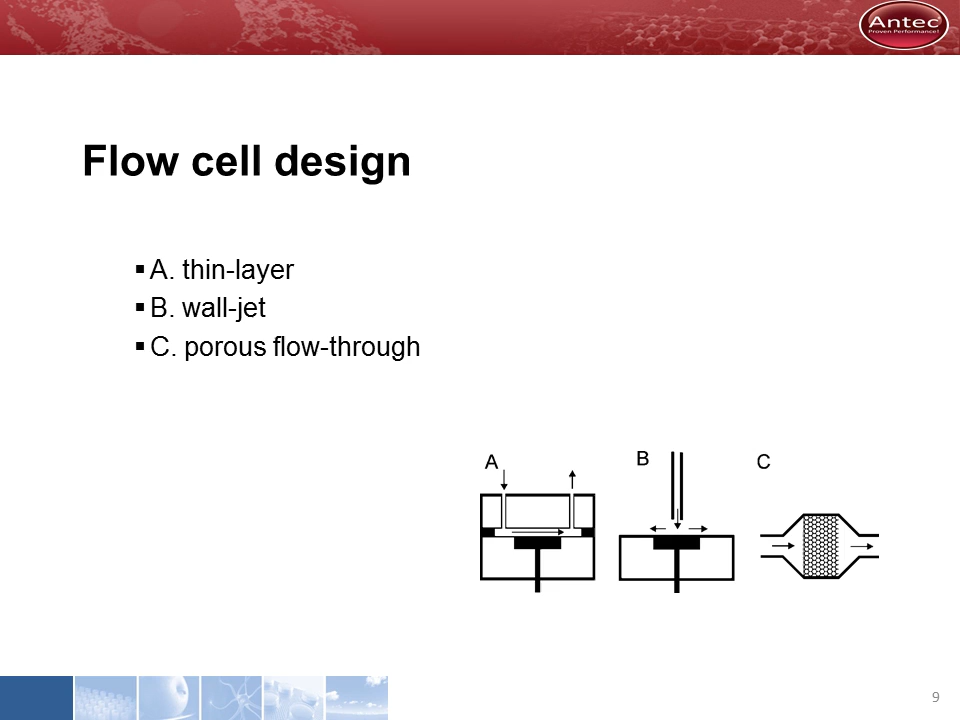 Antec
Proven Performance!
Flow cell design
▪ A. thin-layer
▪ B. wall-jet
▪ C. porous flow-through
A
B
C
9